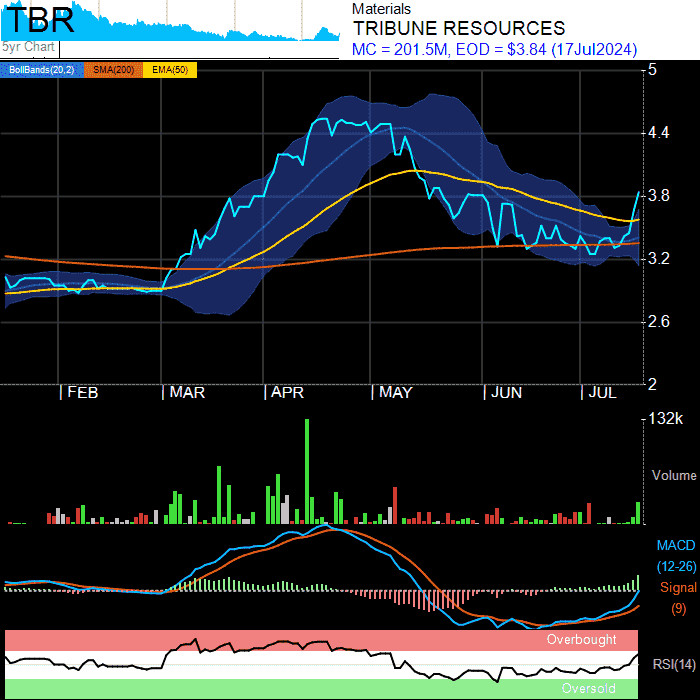 TBR
5yr Chart
Materials
TRIBUNE RESOURCES
MC = 201.5M, EOD = $3.84 (17Jul2024)
BollBands(20,2) SMA(200) EMA(50)
5
4.4
3.8
3.2
2.6
2
FEB MAR APR MAY JUN JUL
132k
Volume
MACD
(12-26)
Signal
(9)
Overbought
RSI(14)
Oversold